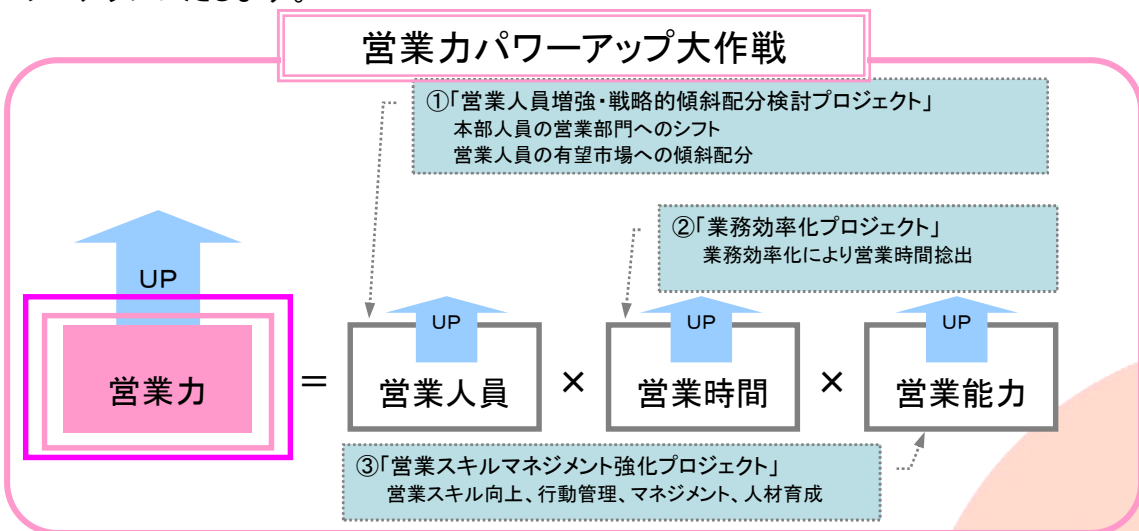 営業力パワーアップ大作戦
①「営業人員増強・戦略的傾斜配分検討プロジェクト」
本部人員の営業部門へのシフト
営業人員の有望市場への傾斜配分
②「業務効率化プロジェクト」
業務効率化により営業時間捻出
UP
UP
UP
UP
営業力 = 営業人員 × 営業時間 × 営業能力
③「営業スキルマネジメント強化プロジェクト」
営業スキル向上、行動管理、マネジメント、人材育成